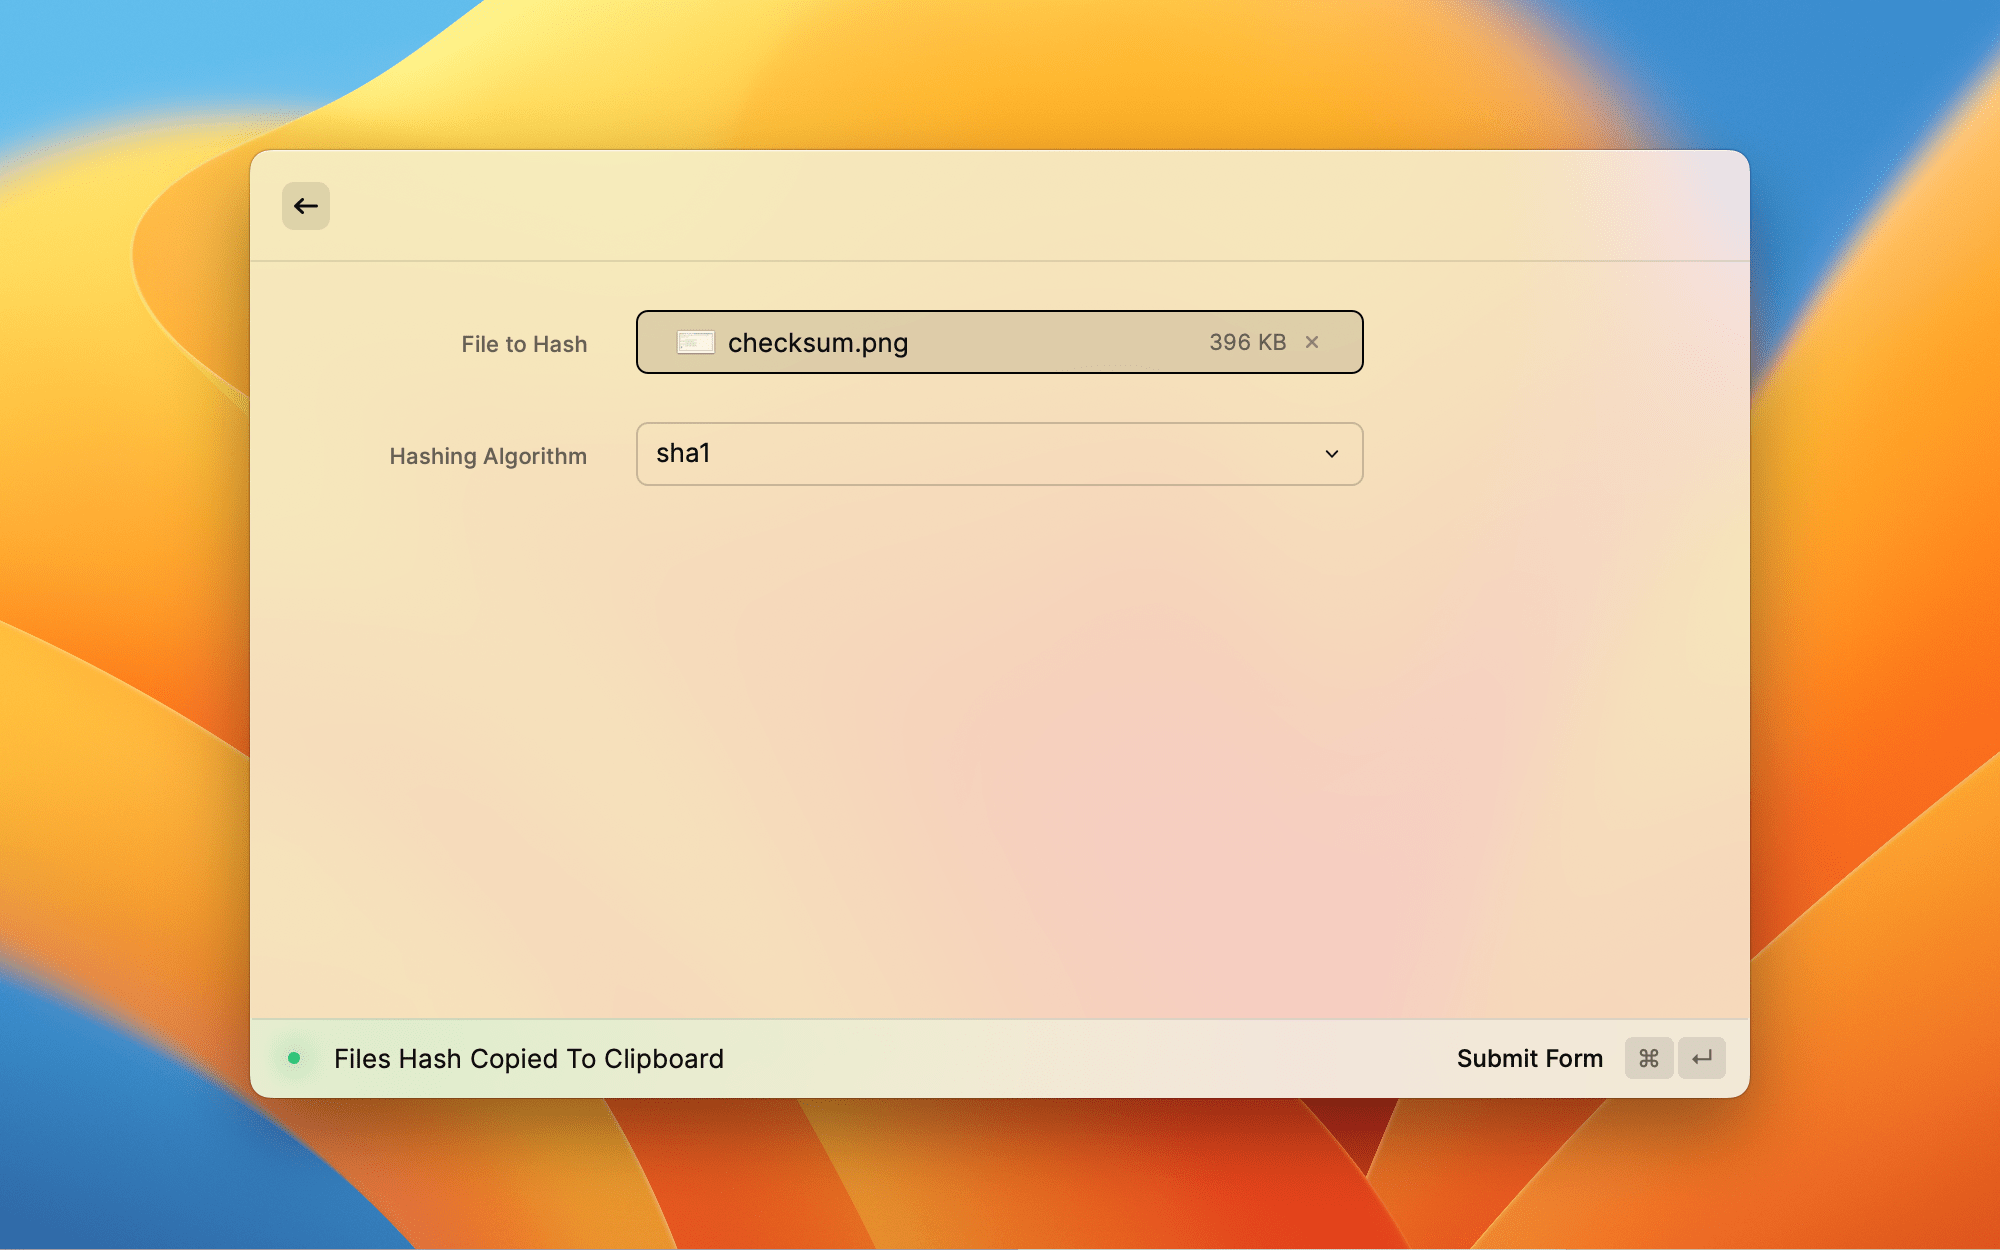 File to Hash
checksum.png
396 KB
Hashing Algorithm
sha1
Files Hash Copied To Clipboard
Submit Form
⌘ ↵